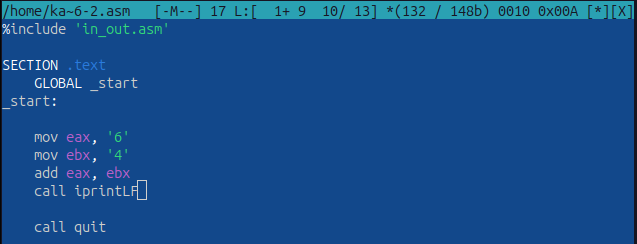 /home/ka~6-2.asm [-M--] 17 L:[ 1+ 9 10/ 13] *(132 / 148b) 0010 0x00A [*][X]
%include 'in_out.asm'
SECTION .text
GLOBAL _start
_start:
mov eax, '6'
mov ebx, '4'
add eax, ebx
call iprintLF
call quit